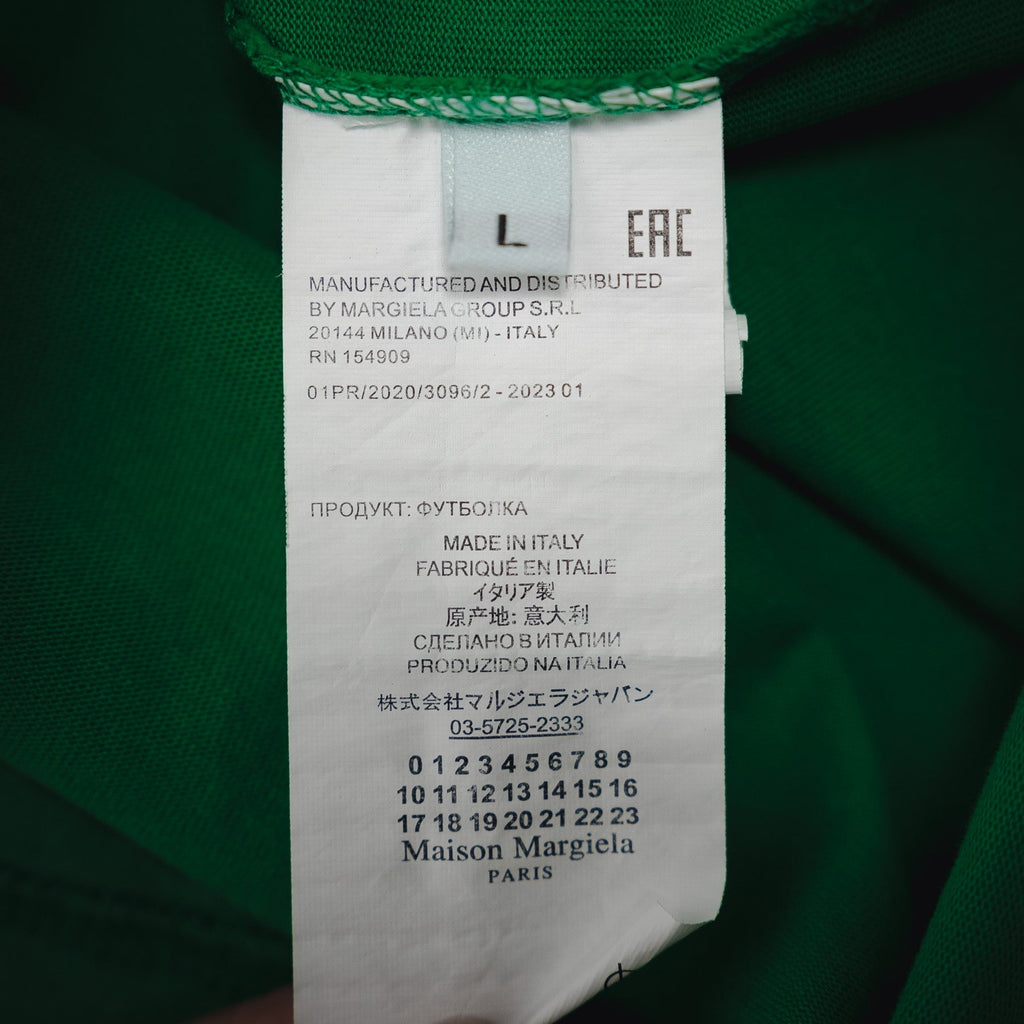 L
EAC
MANUFACTURED AND DISTRIBUTED
BY MARGIELA GROUP S.R.L
20144 MILANO (MI) - ITALY
RN 154909
01PR/2020/3096/2 - 2023 01
ПРОДУКТ: ФУТБОЛКА
MADE IN ITALY
FABRIQUÉ EN ITALIE
イタリア製
原产地: 意大利
СДЕЛАНО В ИТАЛИИ
PRODUZIDO NA ITALIA
株式会社マルジェラジャパン
03-5725-2333
0 1 2 3 4 5 6 7 8 9
10 11 12 13 14 15 16
17 18 19 20 21 22 23
Maison Margiela
PARIS